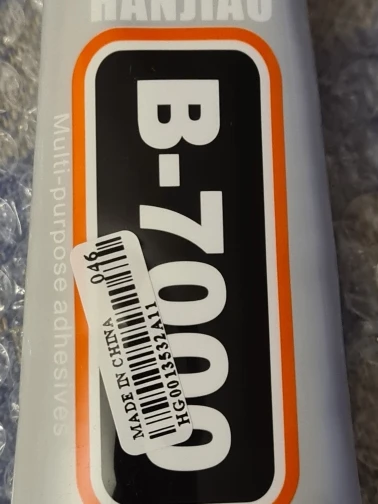 HANJIAO
B-7000
Multi-purpose adhesives
046
MADE IN CHINA
HG0013532A11